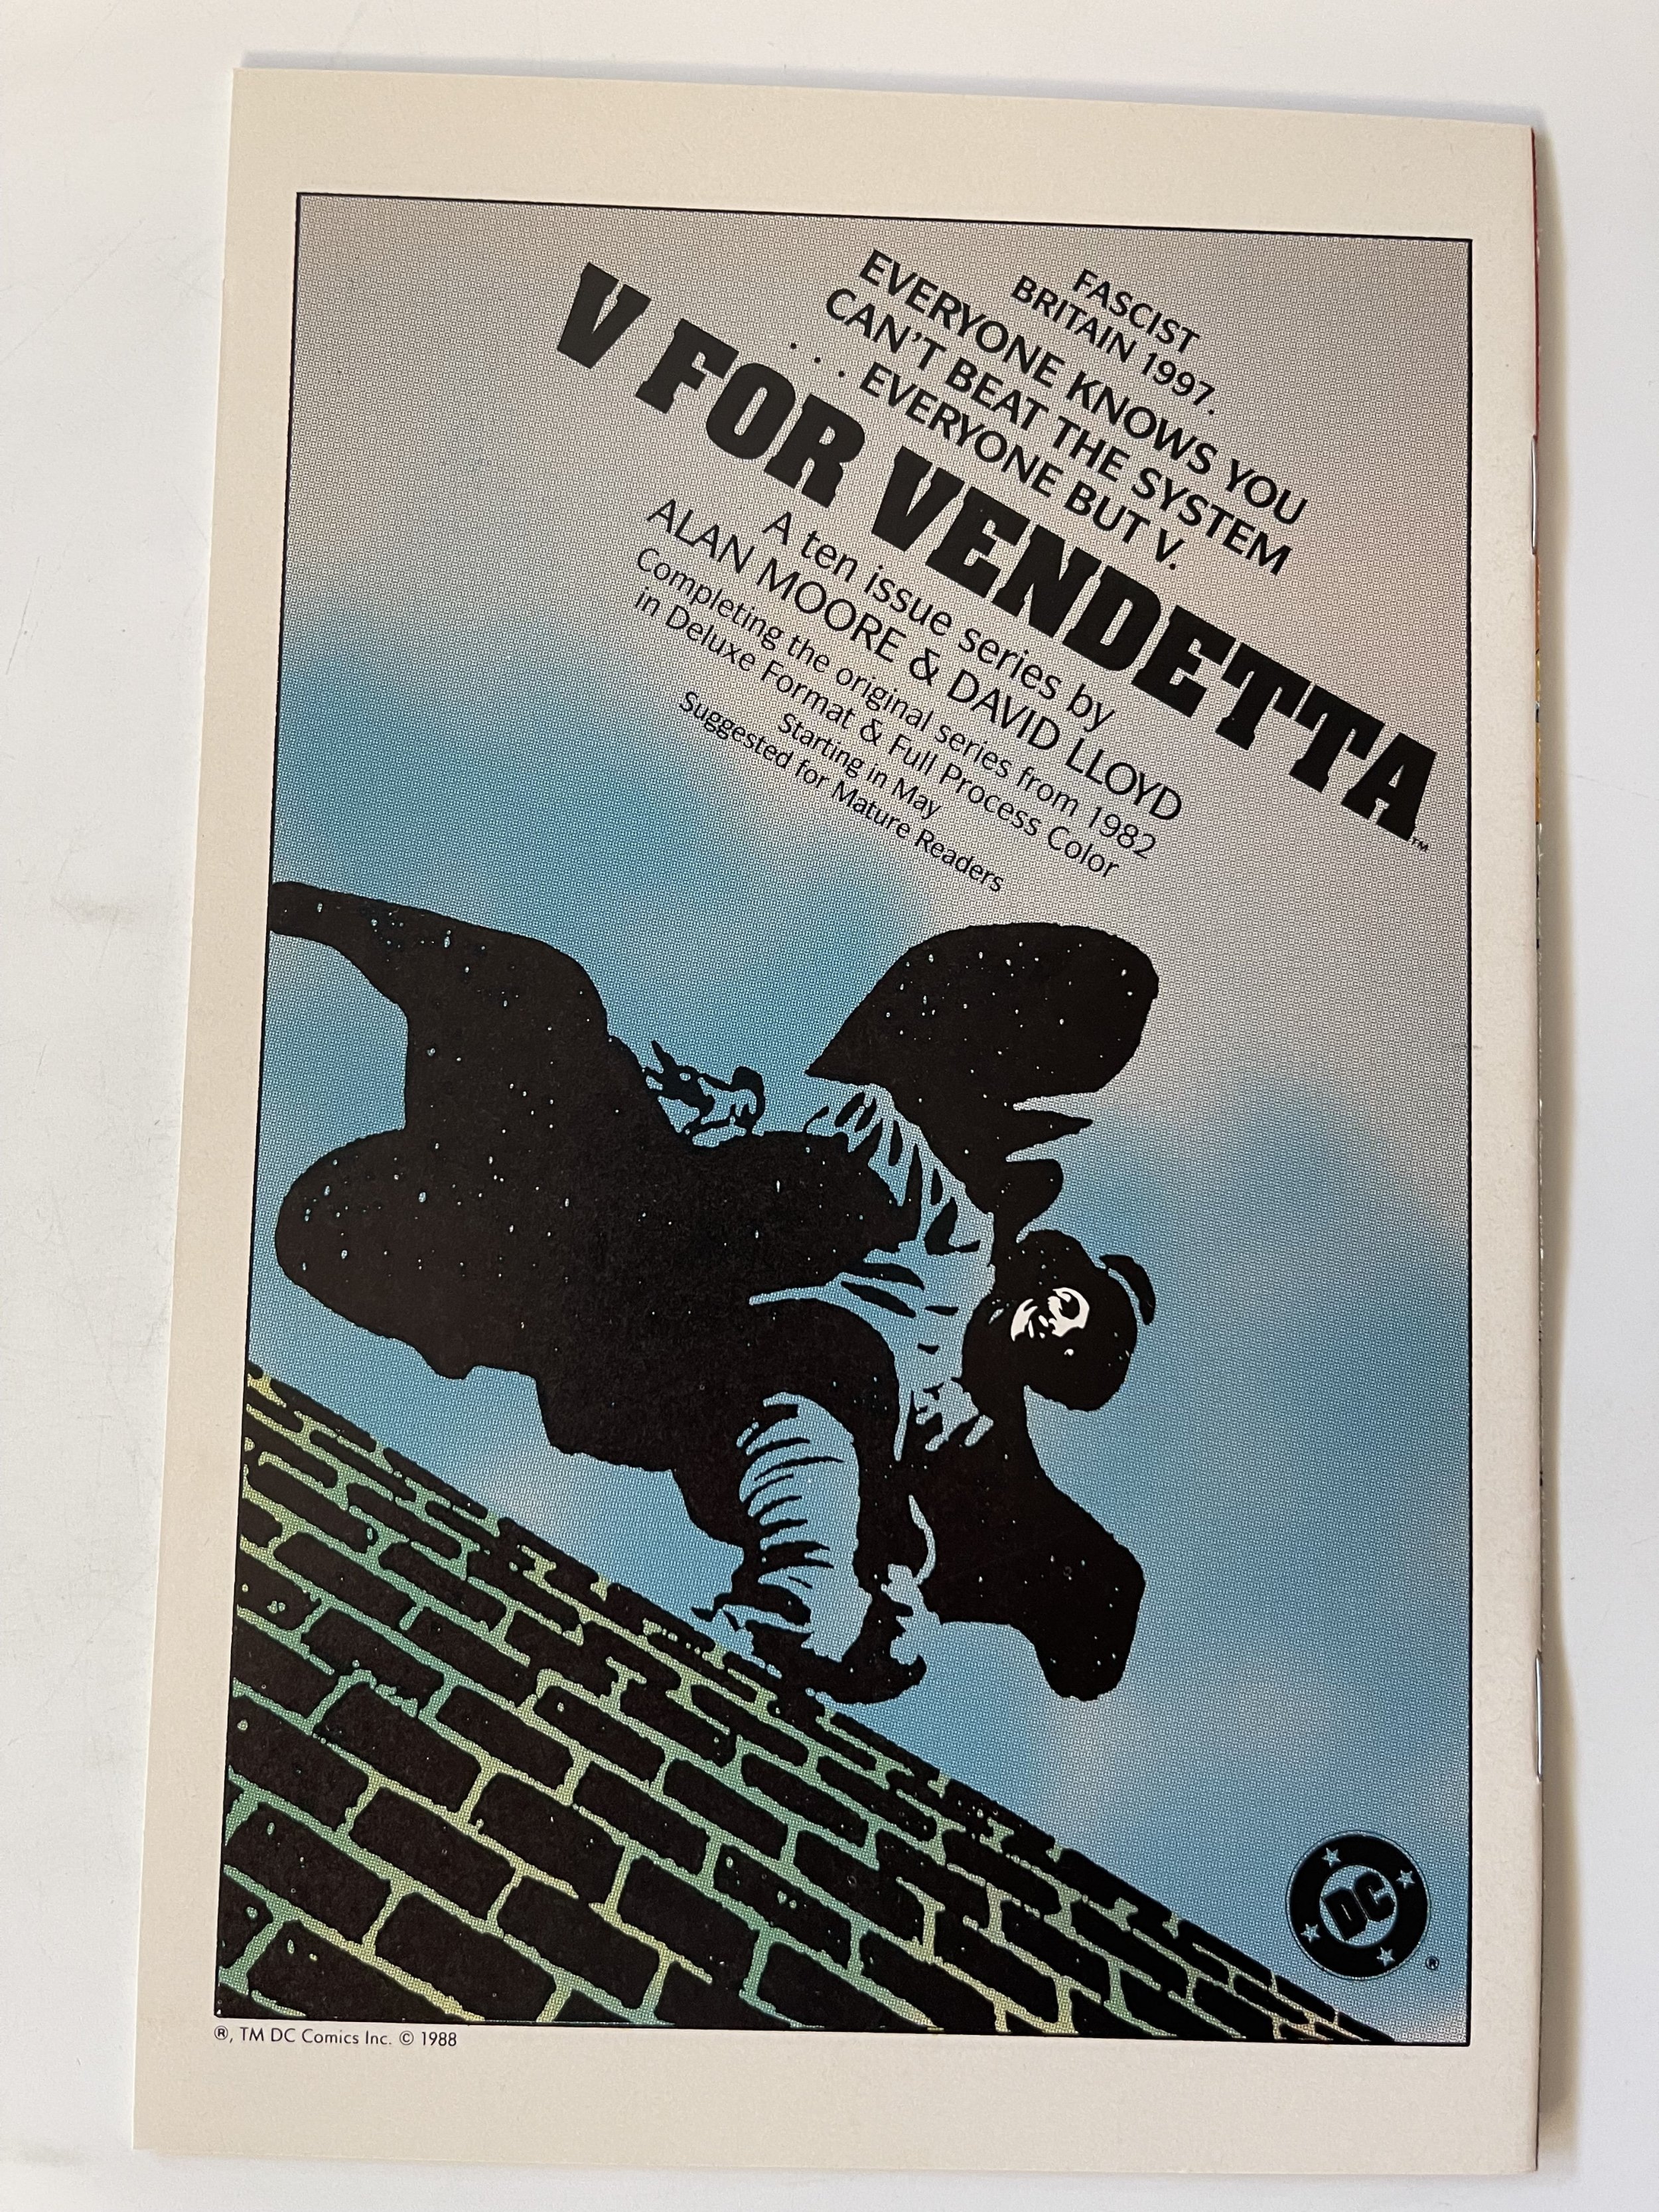 FASCIST
BRITAIN 1997.
EVERYONE KNOWS YOU
CAN'T BEAT THE SYSTEM
. . . EVERYONE BUT V.
V FOR VENDETTA™
A ten issue series by
ALAN MOORE & DAVID LLOYD
Completing the original series from 1982
in Deluxe Format & Full Process Color
Starting in May
Suggested for Mature Readers
DC ®
®, TM DC Comics Inc. © 1988